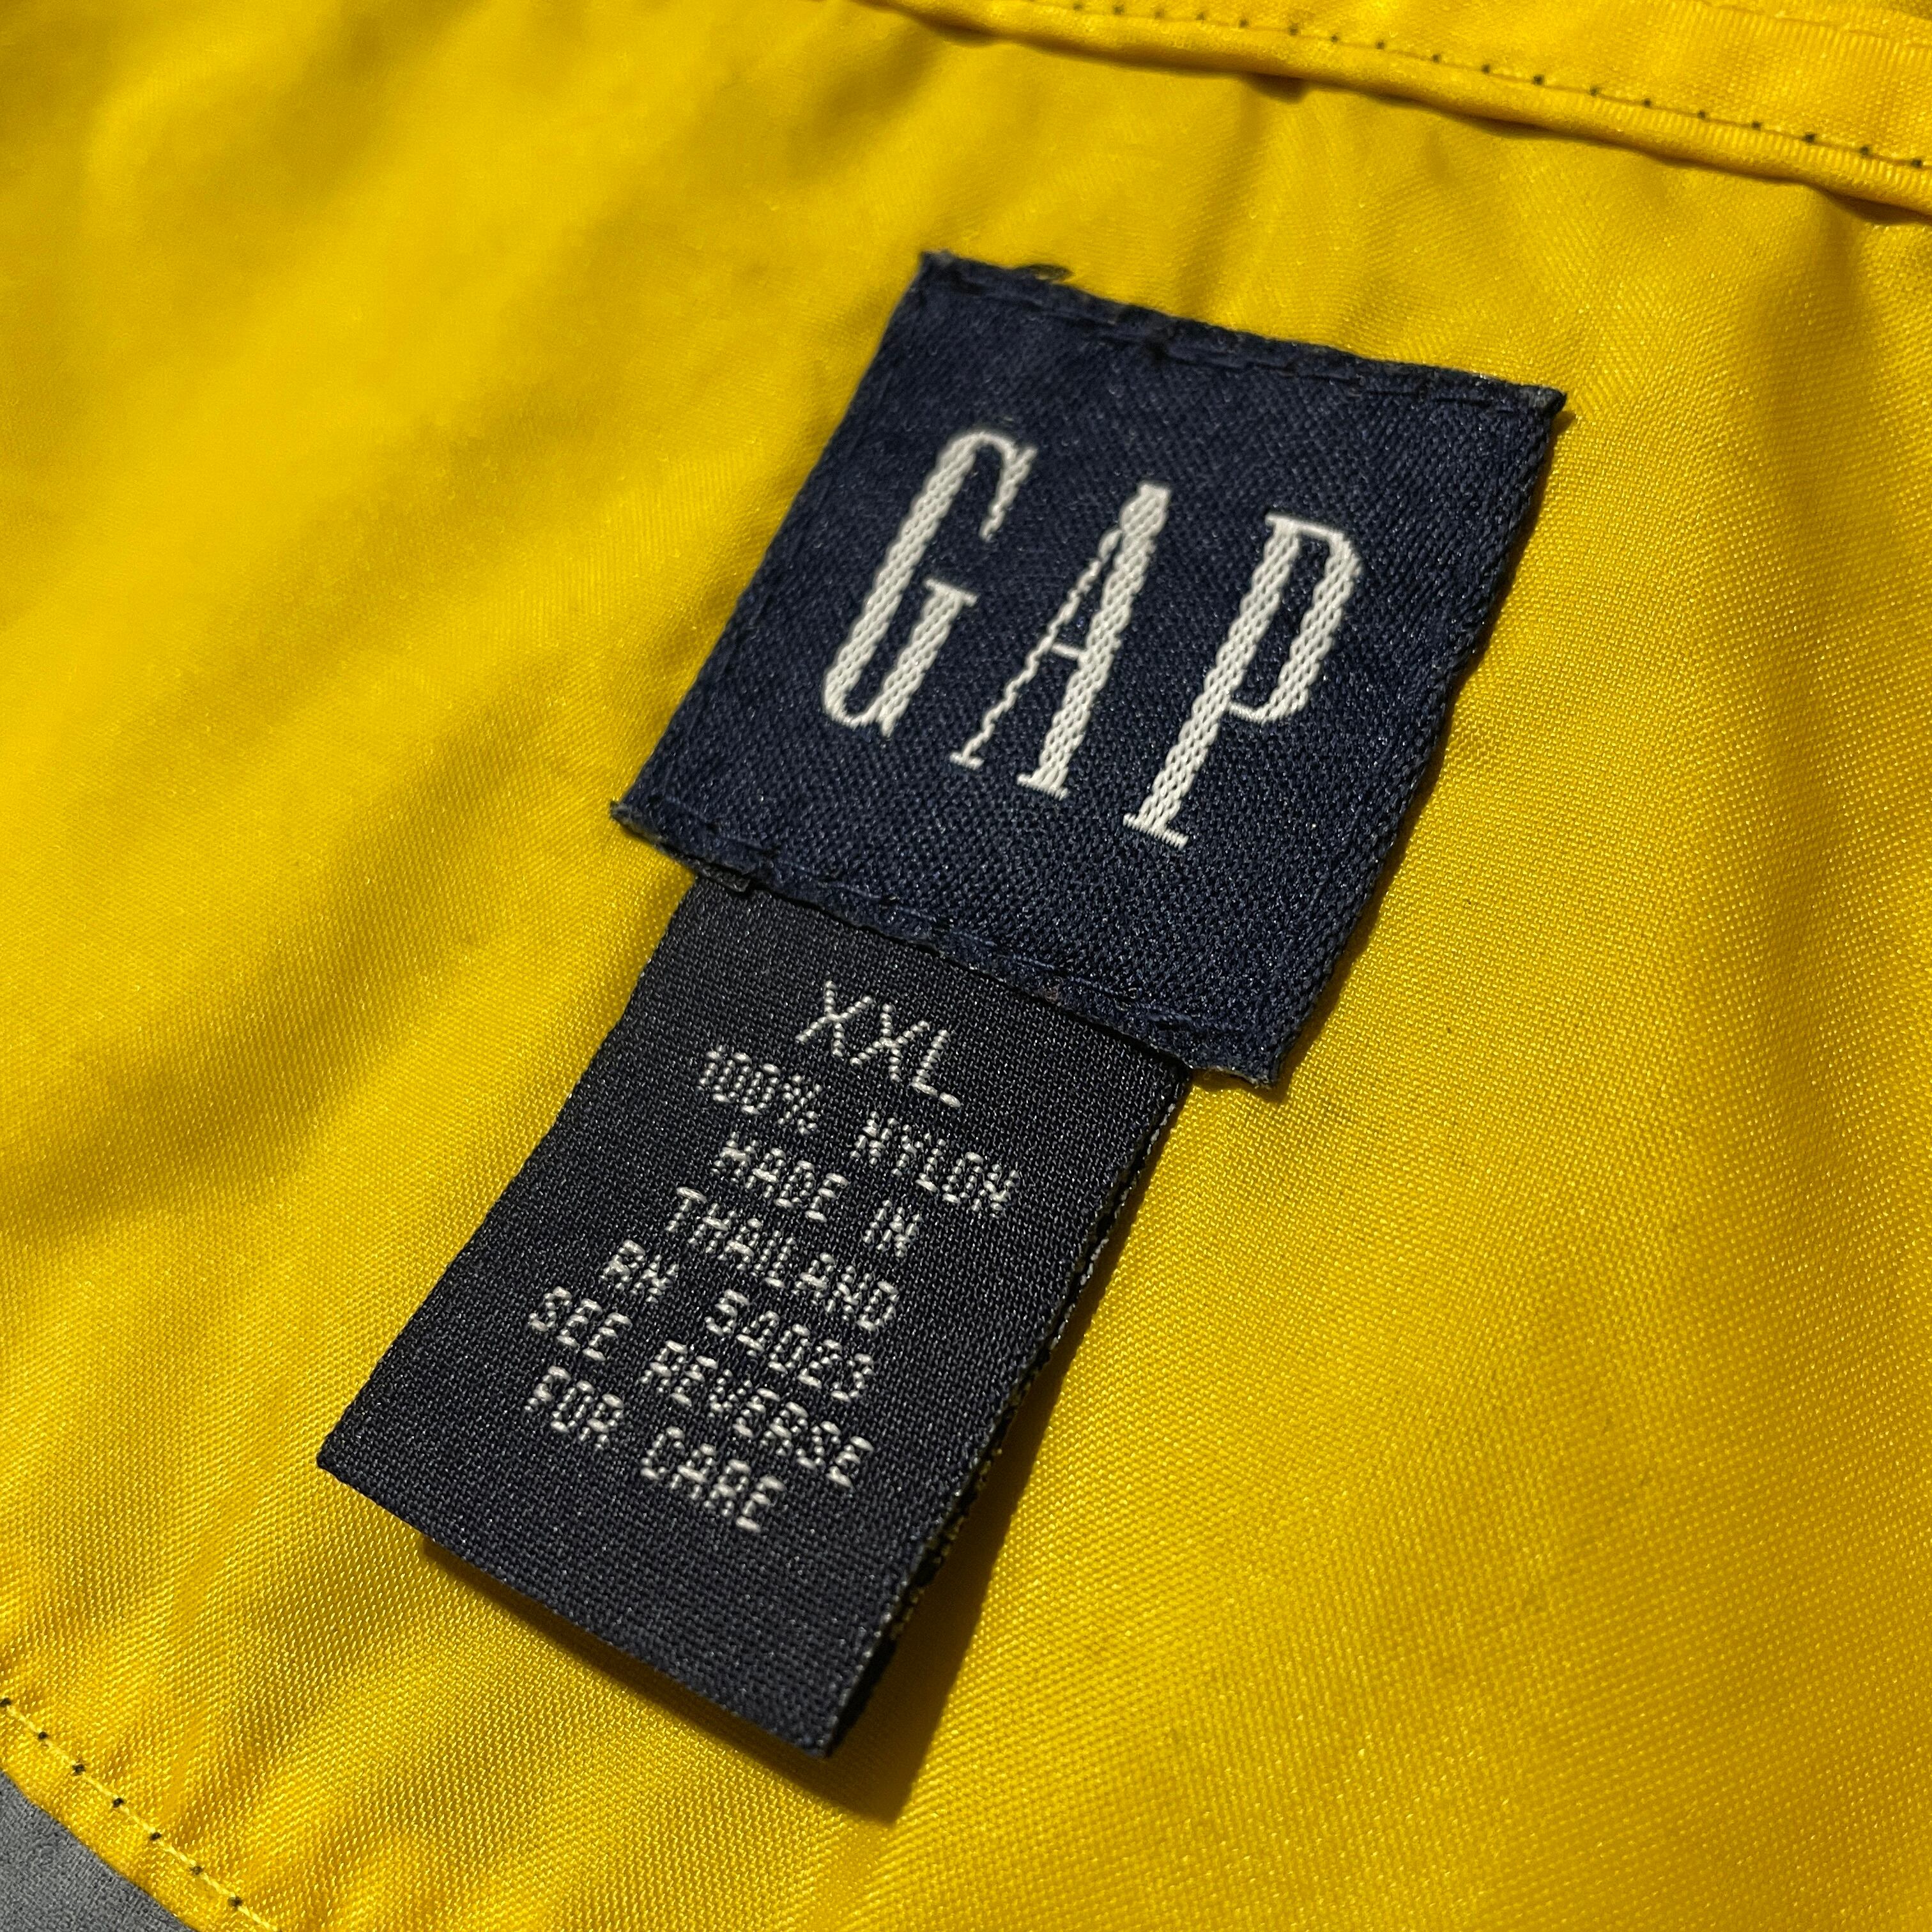 GAP
XXL
100% NYLON
MADE IN
THAILAND
RN 54023
SEE REVERSE
FOR CARE